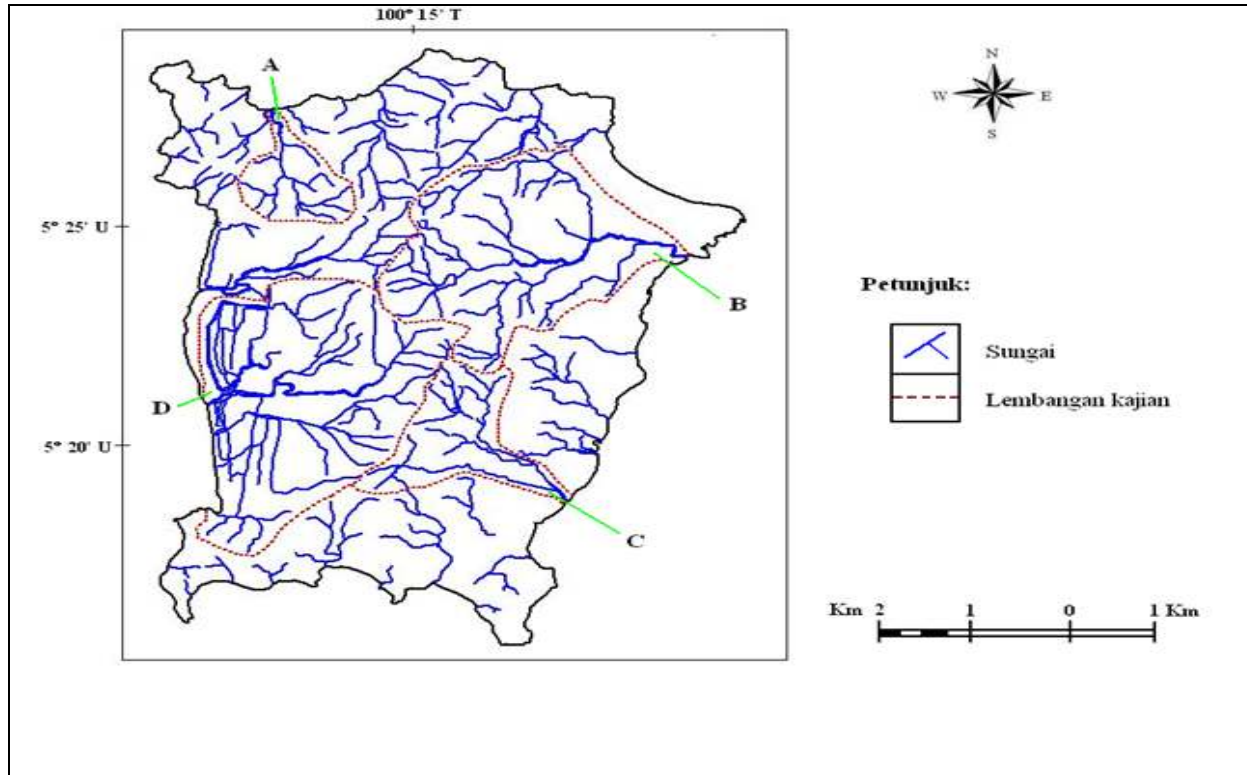 100° 15' T
A
N
W E
S
5° 25' U
B
Petunjuk:
Sungai
D
Lembangan kajian
5° 20' U
C
Km 2 1 0 1 Km